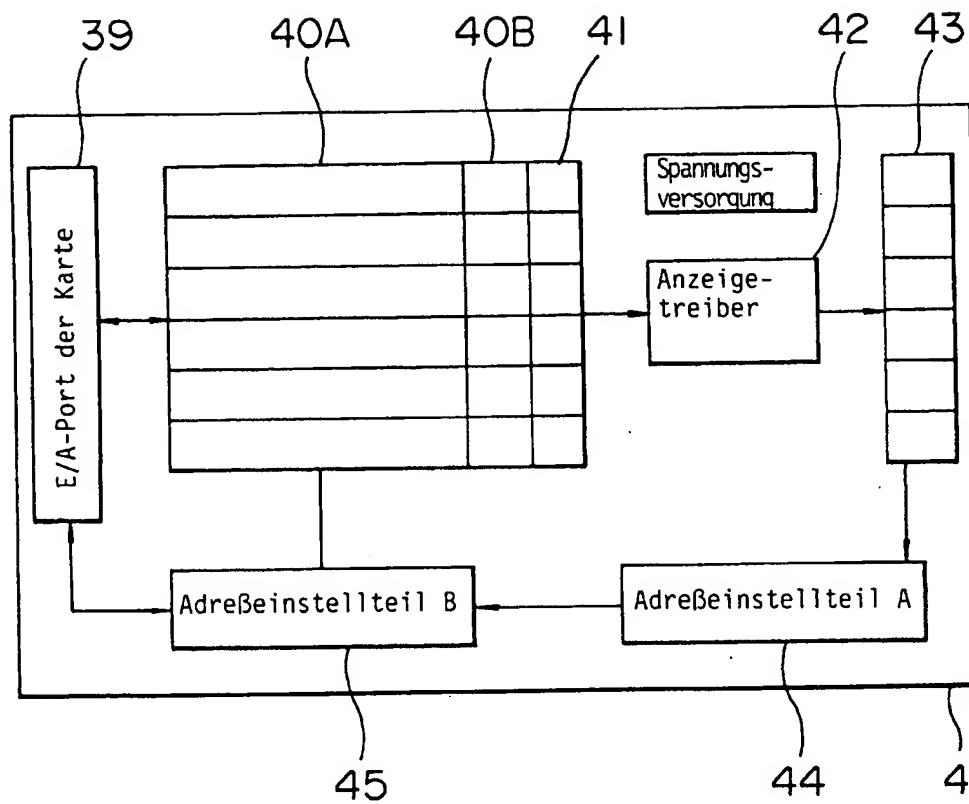 39 40A 40B 41 42 43
Spannungs-
versorgung
E/A-Port der Karte
Anzeige-
treiber
Adreßeinstellteil B
Adreßeinstellteil A
45 44 4